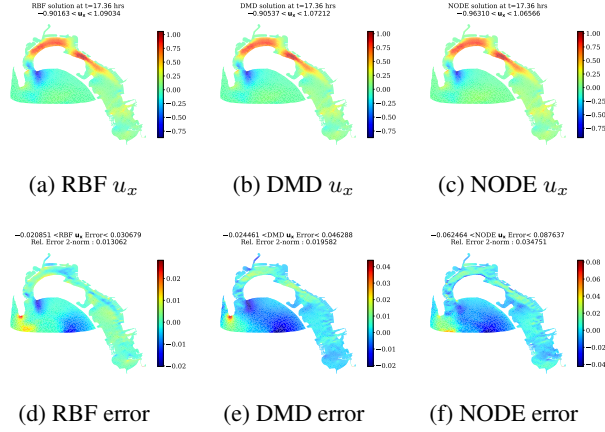 RBF solution at t=17.36 hrs
−0.90163 < u_x < 1.09034
DMD solution at t=17.36 hrs
−0.90537 < u_x < 1.07212
NODE solution at t=17.36 hrs
−0.96310 < u_x < 1.06566
1.00
0.75
0.50
0.25
0.00
−0.25
−0.50
−0.75
1.00
0.75
0.50
0.25
0.00
−0.25
−0.50
−0.75
1.00
0.75
0.50
0.25
0.00
−0.25
−0.50
−0.75
(a) RBF u_x
(b) DMD u_x
(c) NODE u_x
−0.020851 <RBF u_x Error< 0.030679
Rel. Error 2-norm : 0.013062
−0.024461 <DMD u_x Error< 0.046288
Rel. Error 2-norm : 0.019582
−0.062464 <NODE u_x Error< 0.087637
Rel. Error 2-norm : 0.034751
0.02
0.01
0.00
−0.01
−0.02
0.04
0.03
0.02
0.01
0.00
−0.01
−0.02
0.08
0.06
0.04
0.02
0.00
−0.02
−0.04
(d) RBF error
(e) DMD error
(f) NODE error